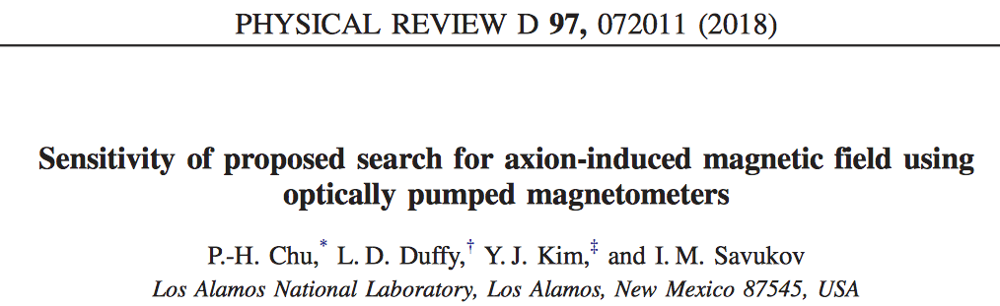 PHYSICAL REVIEW D 97, 072011 (2018)
Sensitivity of proposed search for axion-induced magnetic field using
optically pumped magnetometers
P.-H. Chu,* L. D. Duffy,† Y. J. Kim,‡ and I. M. Savukov
Los Alamos National Laboratory, Los Alamos, New Mexico 87545, USA